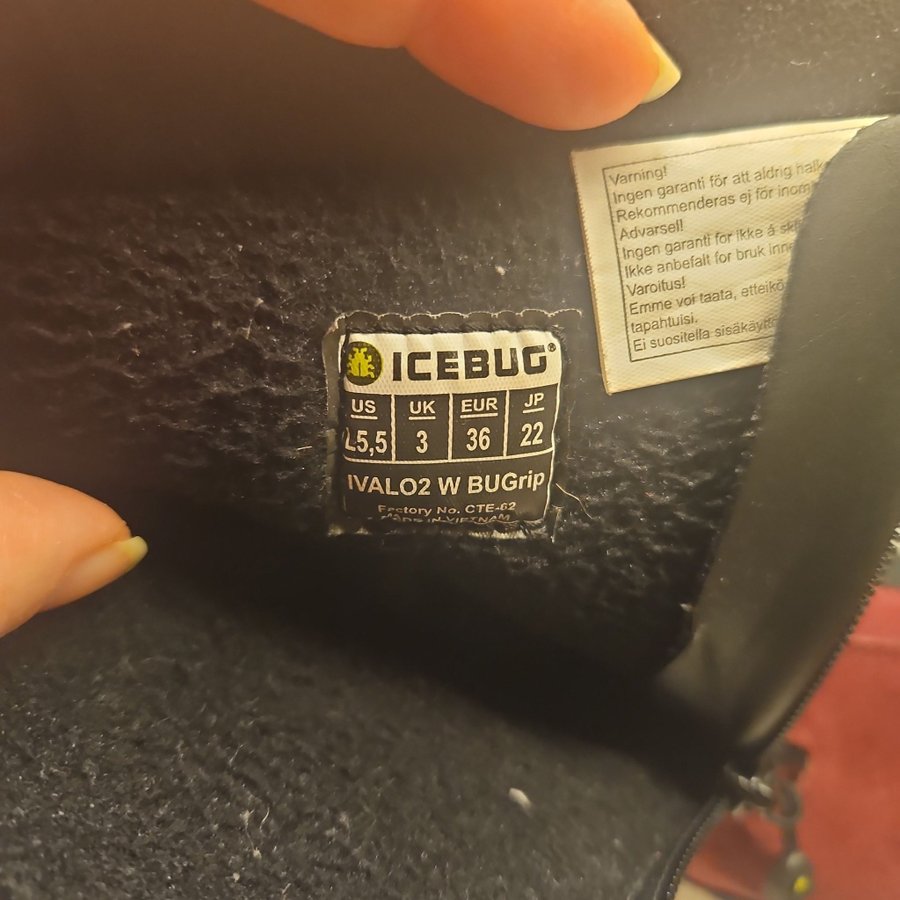 ICEBUG®
US UK EUR JP
L5,5 3 36 22
IVALO2 W BUGrip
Factory No. CTE-62
MADE IN VIETNAM
Varning!
Ingen garanti för att aldrig
Rekommenderas ej för
Advarsel!
Ingen garanti for ikke å
Ikke anbefalt for bruk
Varoitus!
Emme voi taata,
tapahtuisi.
Ei suositella